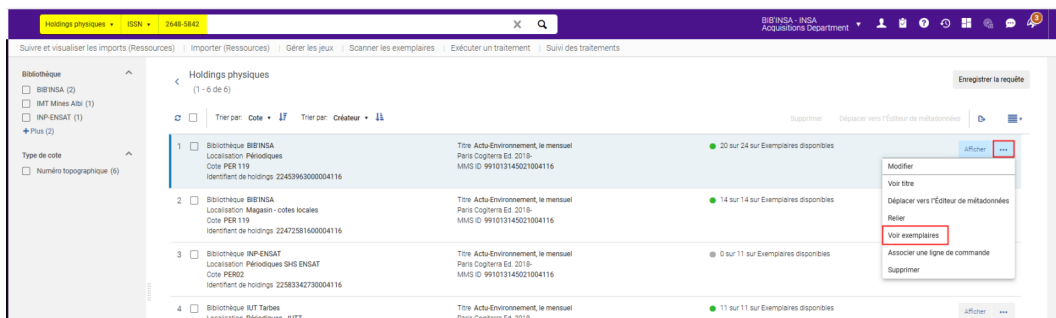 Holdings physiques ISSN 2648-5842
BIB'INSA - INSA
Acquisitions Department
3
Suivre et visualiser les imports (Ressources) | Importer (Ressources) | Gérer les jeux | Scanner les exemplaires | Exécuter un traitement | Suivi des traitements
Bibliothèque
BIB'INSA (2)
IMT Mines Albi (1)
INP-ENSAT (1)
+ Plus (2)
Type de cote
Numéro topographique (6)
Holdings physiques
(1 - 6 de 6)
Enregistrer la requête
Trier par: Cote Trier par: Créateur Supprimer Déplacer vers l'Éditeur de métadonnées
1 Bibliothèque BIB'INSA Titre Actu-Environnement, le mensuel 20 sur 24 sur Exemplaires disponibles Afficher ...
Localisation Périodiques Paris Cogiterra Ed. 2018-
Cote PER 119 MMS ID 991013145021004116
Identifiant de holdings 22453963000004116
Modifier
Voir titre
Déplacer vers l'Éditeur de métadonnées
Relier
Voir exemplaires
Associer une ligne de commande
Supprimer
2 Bibliothèque BIB'INSA Titre Actu-Environnement, le mensuel 14 sur 14 sur Exemplaires disponibles
Localisation Magasin - cotes locales Paris Cogiterra Ed. 2018-
Cote PER 119 MMS ID 991013145021004116
Identifiant de holdings 22472581600004116
3 Bibliothèque INP-ENSAT Titre Actu-Environnement, le mensuel 0 sur 11 sur Exemplaires disponibles
Localisation Périodiques SHS ENSAT Paris Cogiterra Ed. 2018-
Cote PER02 MMS ID 991013145021004116
Identifiant de holdings 22583342730004116
4 Bibliothèque IUT Tarbes Titre Actu-Environnement, le mensuel 11 sur 11 sur Exemplaires disponibles Afficher ...